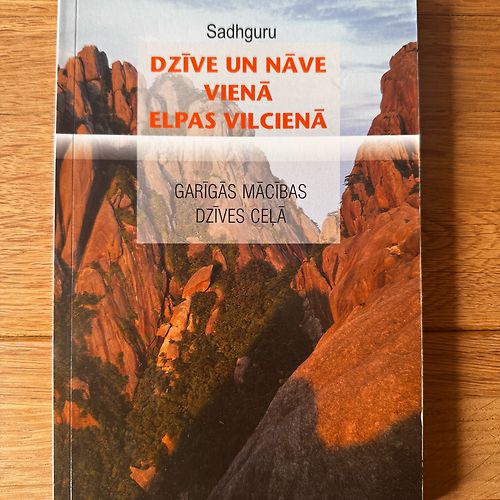 Sadhguru
DZĪVE UN NĀVE
VIENĀ
ELPAS VILCIENĀ
GARĪGĀS MĀCĪBAS
DZĪVES CEĻĀ